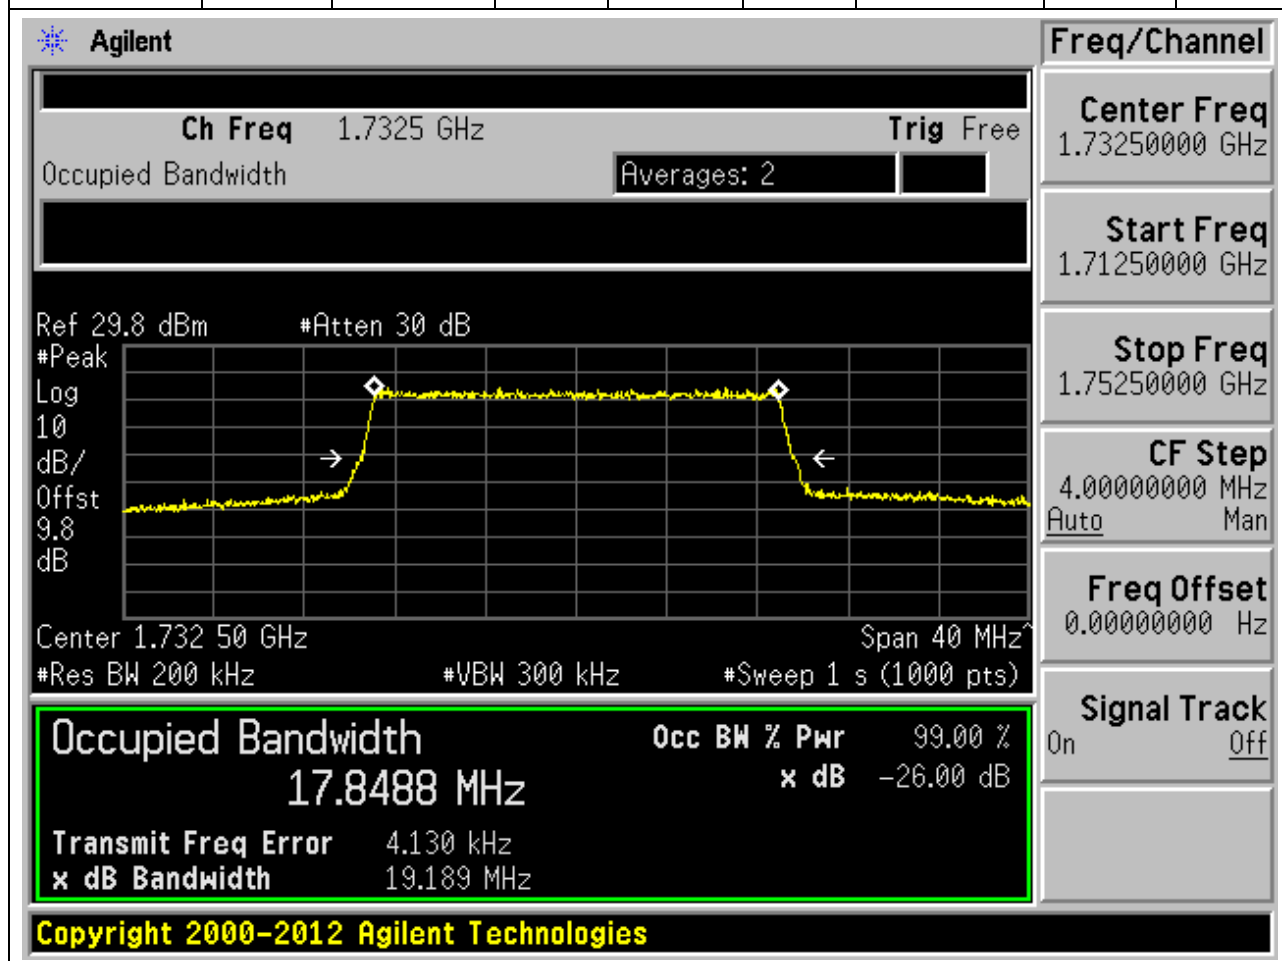 Agilent
Freq/Channel
Ch Freq 1.7325 GHz Trig Free
Occupied Bandwidth Averages: 2
Center Freq
1.73250000 GHz
Start Freq
1.71250000 GHz
Stop Freq
1.75250000 GHz
CF Step
4.00000000 MHz
Auto Man
Freq Offset
0.00000000 Hz
Signal Track
On Off
Ref 29.8 dBm #Atten 30 dB
#Peak
Log
10
dB/
Offst
9.8
dB
Center 1.732 50 GHz Span 40 MHz^
#Res BW 200 kHz #VBW 300 kHz #Sweep 1 s (1000 pts)
Occupied Bandwidth Occ BW % Pwr 99.00 %
17.8488 MHz x dB -26.00 dB
Transmit Freq Error 4.130 kHz
x dB Bandwidth 19.189 MHz
Copyright 2000-2012 Agilent Technologies